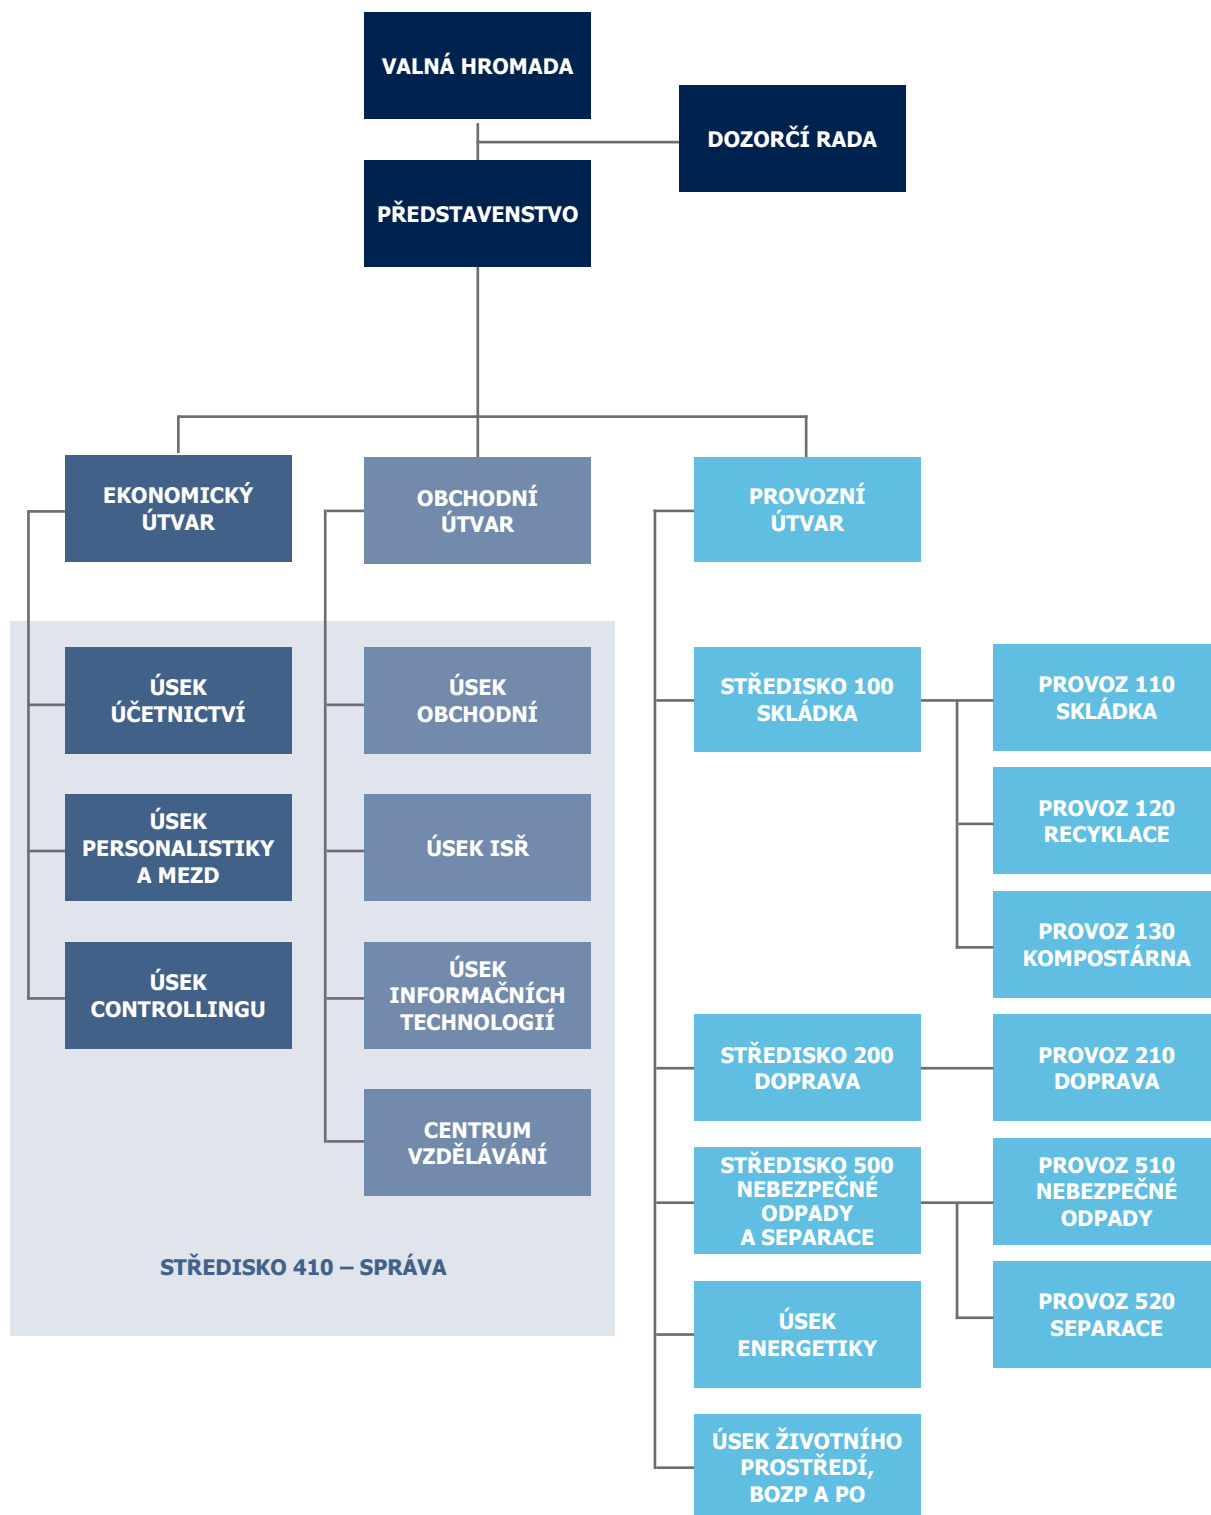 VALNÁ HROMADA
DOZORČÍ RADA
PŘEDSTAVENSTVO
EKONOMICKÝ
ÚTVAR
OBCHODNÍ
ÚTVAR
PROVOZNÍ
ÚTVAR
ÚSEK
ÚČETNICTVÍ
ÚSEK
PERSONALISTIKY
A MEZD
ÚSEK
CONTROLLINGU
ÚSEK
OBCHODNÍ
ÚSEK ISŘ
ÚSEK
INFORMAČNÍCH
TECHNOLOGIÍ
CENTRUM
VZDĚLÁVÁNÍ
STŘEDISKO 410 – SPRÁVA
STŘEDISKO 100
SKLÁDKA
PROVOZ 110
SKLÁDKA
PROVOZ 120
RECYKLACE
PROVOZ 130
KOMPOSTÁRNA
STŘEDISKO 200
DOPRAVA
PROVOZ 210
DOPRAVA
STŘEDISKO 500
NEBEZPEČNÉ
ODPADY
A SEPARACE
PROVOZ 510
NEBEZPEČNÉ
ODPADY
PROVOZ 520
SEPARACE
ÚSEK
ENERGETIKY
ÚSEK ŽIVOTNÍHO
PROSTŘEDÍ,
BOZP A PO